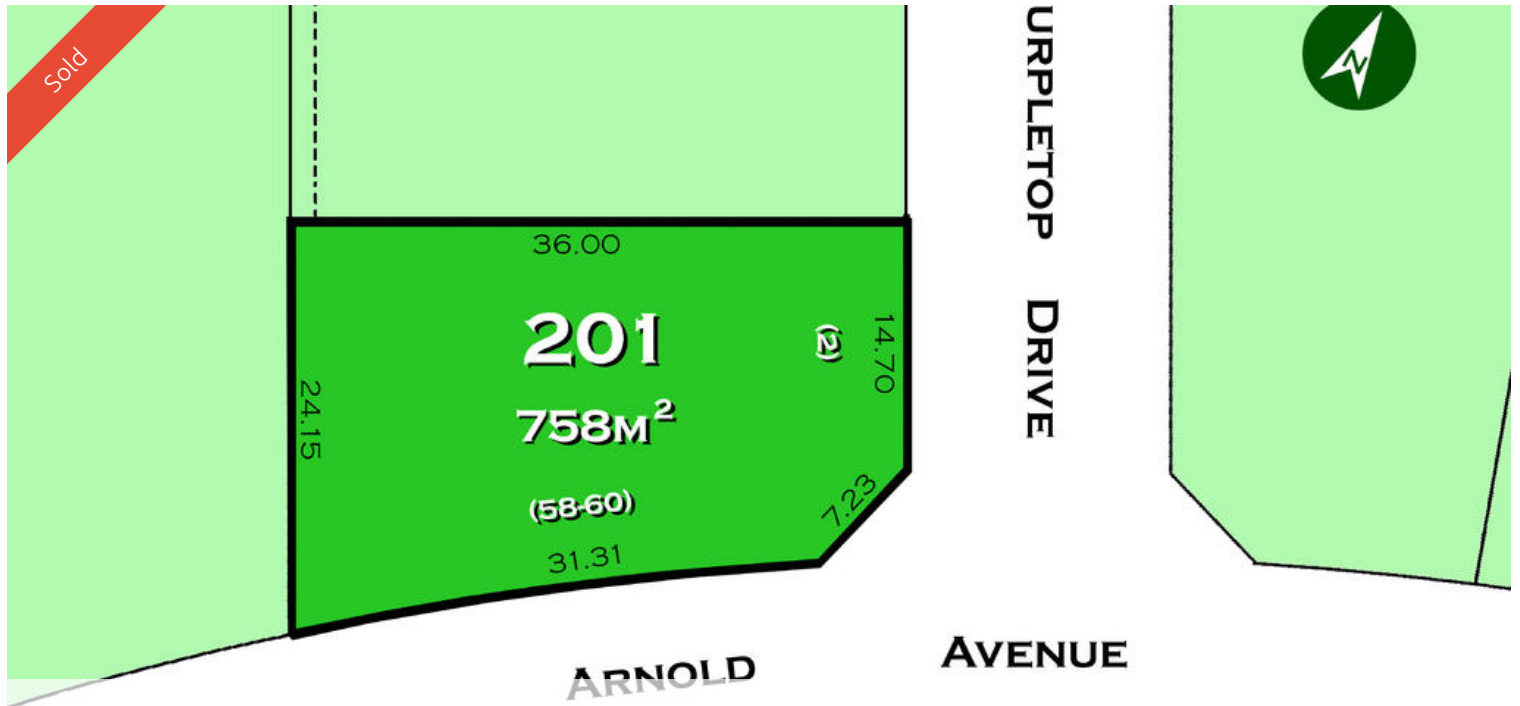 Sold
URPLETOP DRIVE
N
36.00
201
(2)
14.70
758M²
24.15
(58-60)
7.23
31.31
ARNOLD AVENUE